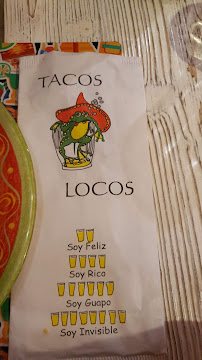 TACOS
LOCOS
Soy Feliz
Soy Rico
Soy Guapo
Soy Invisible